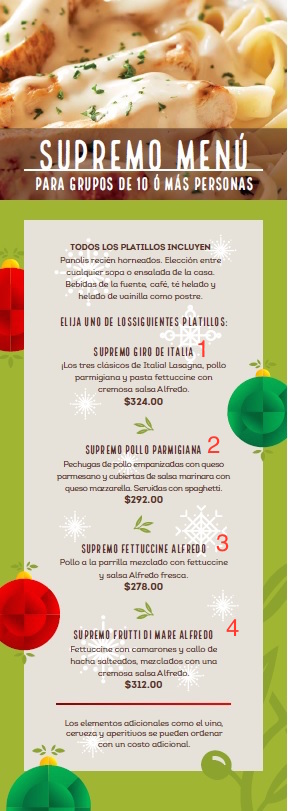 SUPREMO MENÚ
PARA GRUPOS DE 10 Ó MÁS PERSONAS
TODOS LOS PLATILLOS INCLUYEN
Panolis recién horneados. Elección entre
cualquier sopa o ensalada de la casa.
Bebidas de la fuente, café, té helado y
helado de vainilla como postre.
ELIJA UNO DE LOSSIGUIENTES PLATILLOS:
SUPREMO GIRO DE ITALIA 1
¡Los tres clásicos de Italia! Lasagna, pollo
parmigiana y pasta fettuccine con
cremosa salsa Alfredo.
$324.00
SUPREMO POLLO PARMIGIANA 2
Pechugas de pollo empanizadas con queso
parmesano y cubiertas de salsa marinara con
queso mozzarella. Servidas con spaghetti.
$292.00
SUPREMO FETTUCCINE ALFREDO 3
Pollo a la parrilla mezclado con fettuccine
y salsa Alfredo fresca.
$278.00
SUPREMO FRUTTI DI MARE ALFREDO 4
Fettuccine con camarones y callo de
hacha salteados, mezclados con una
cremosa salsa Alfredo.
$312.00
Los elementos adicionales como el vino,
cerveza y aperitivos se pueden ordenar
con un costo adicional.